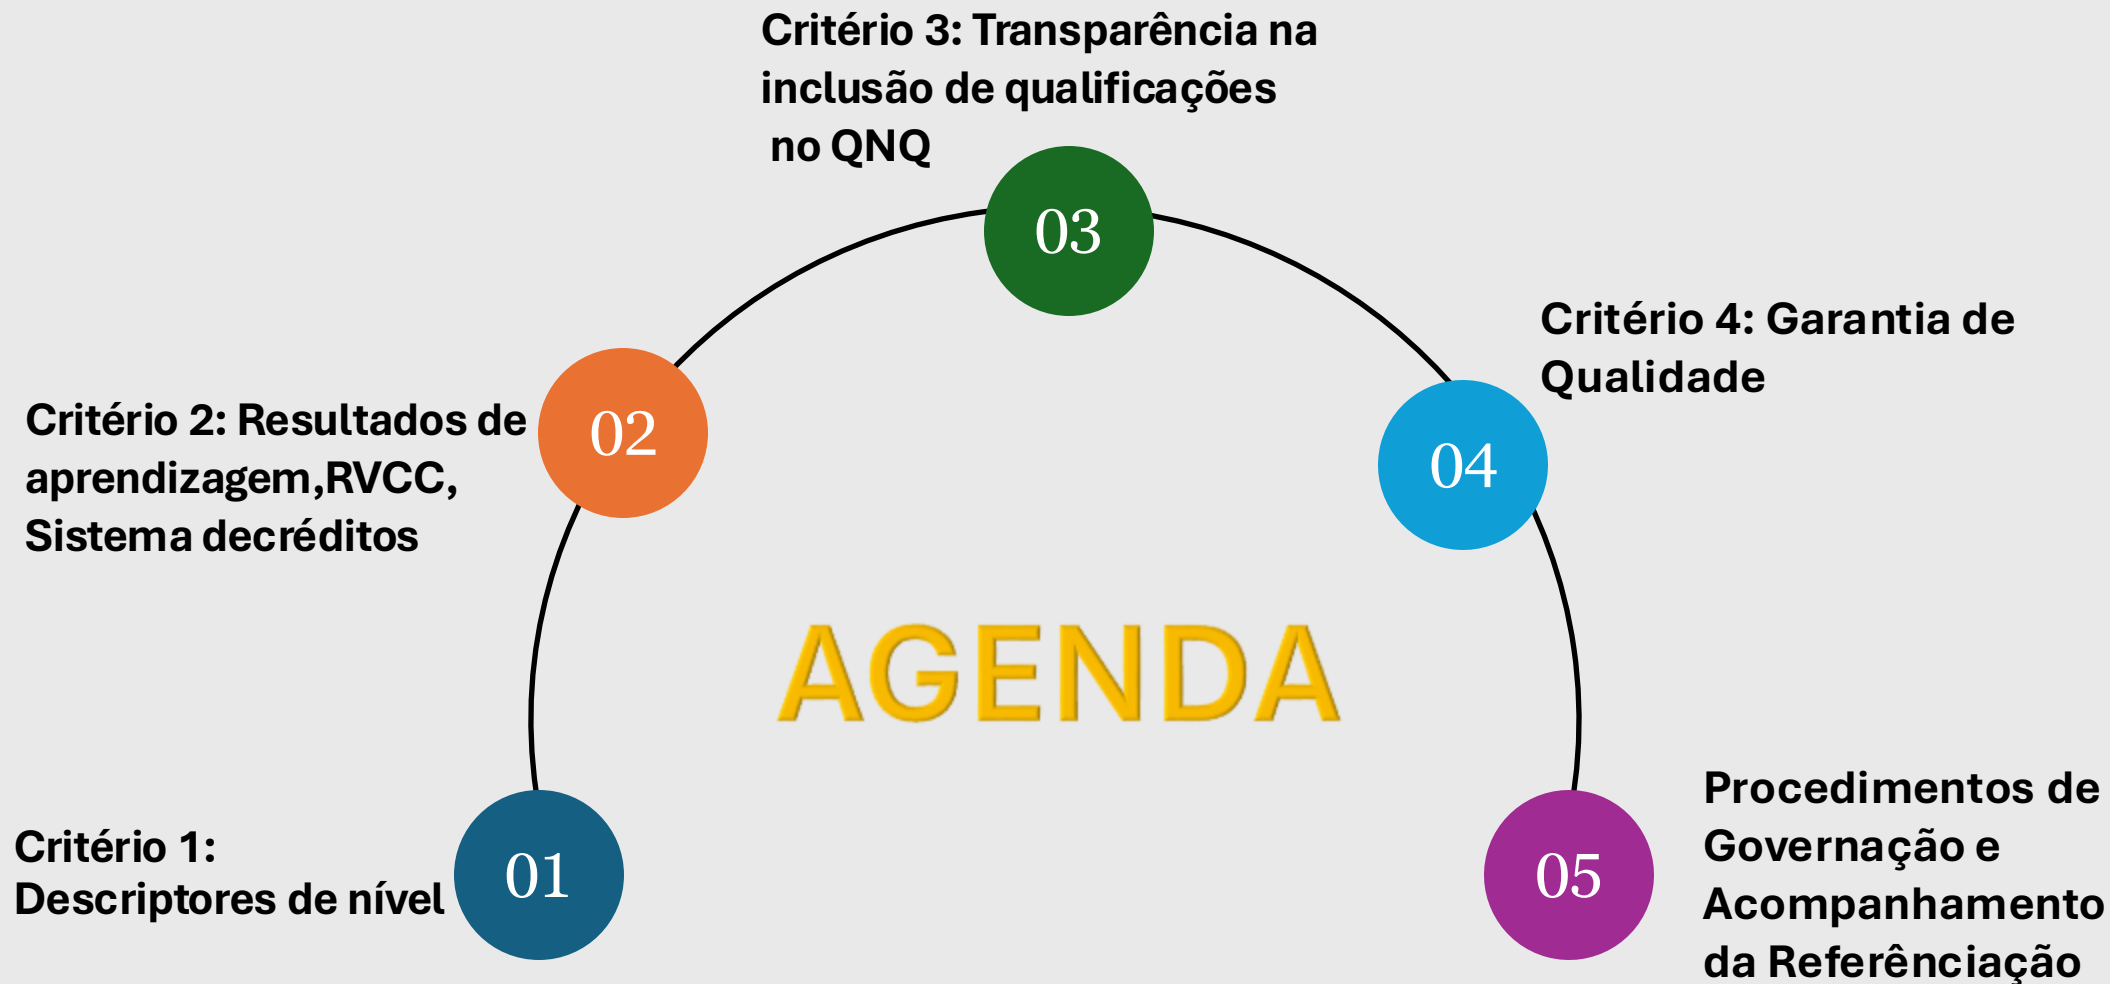 Critério 1:
Descriptores de nível
01
Critério 2: Resultados de
aprendizagem,RVCC,
Sistema decréditos
02
Critério 3: Transparência na
inclusão de qualificações
no QNQ
03
Critério 4: Garantia de
Qualidade
04
Procedimentos de
Governação e
Acompanhamento
da Referênciação
05
AGENDA